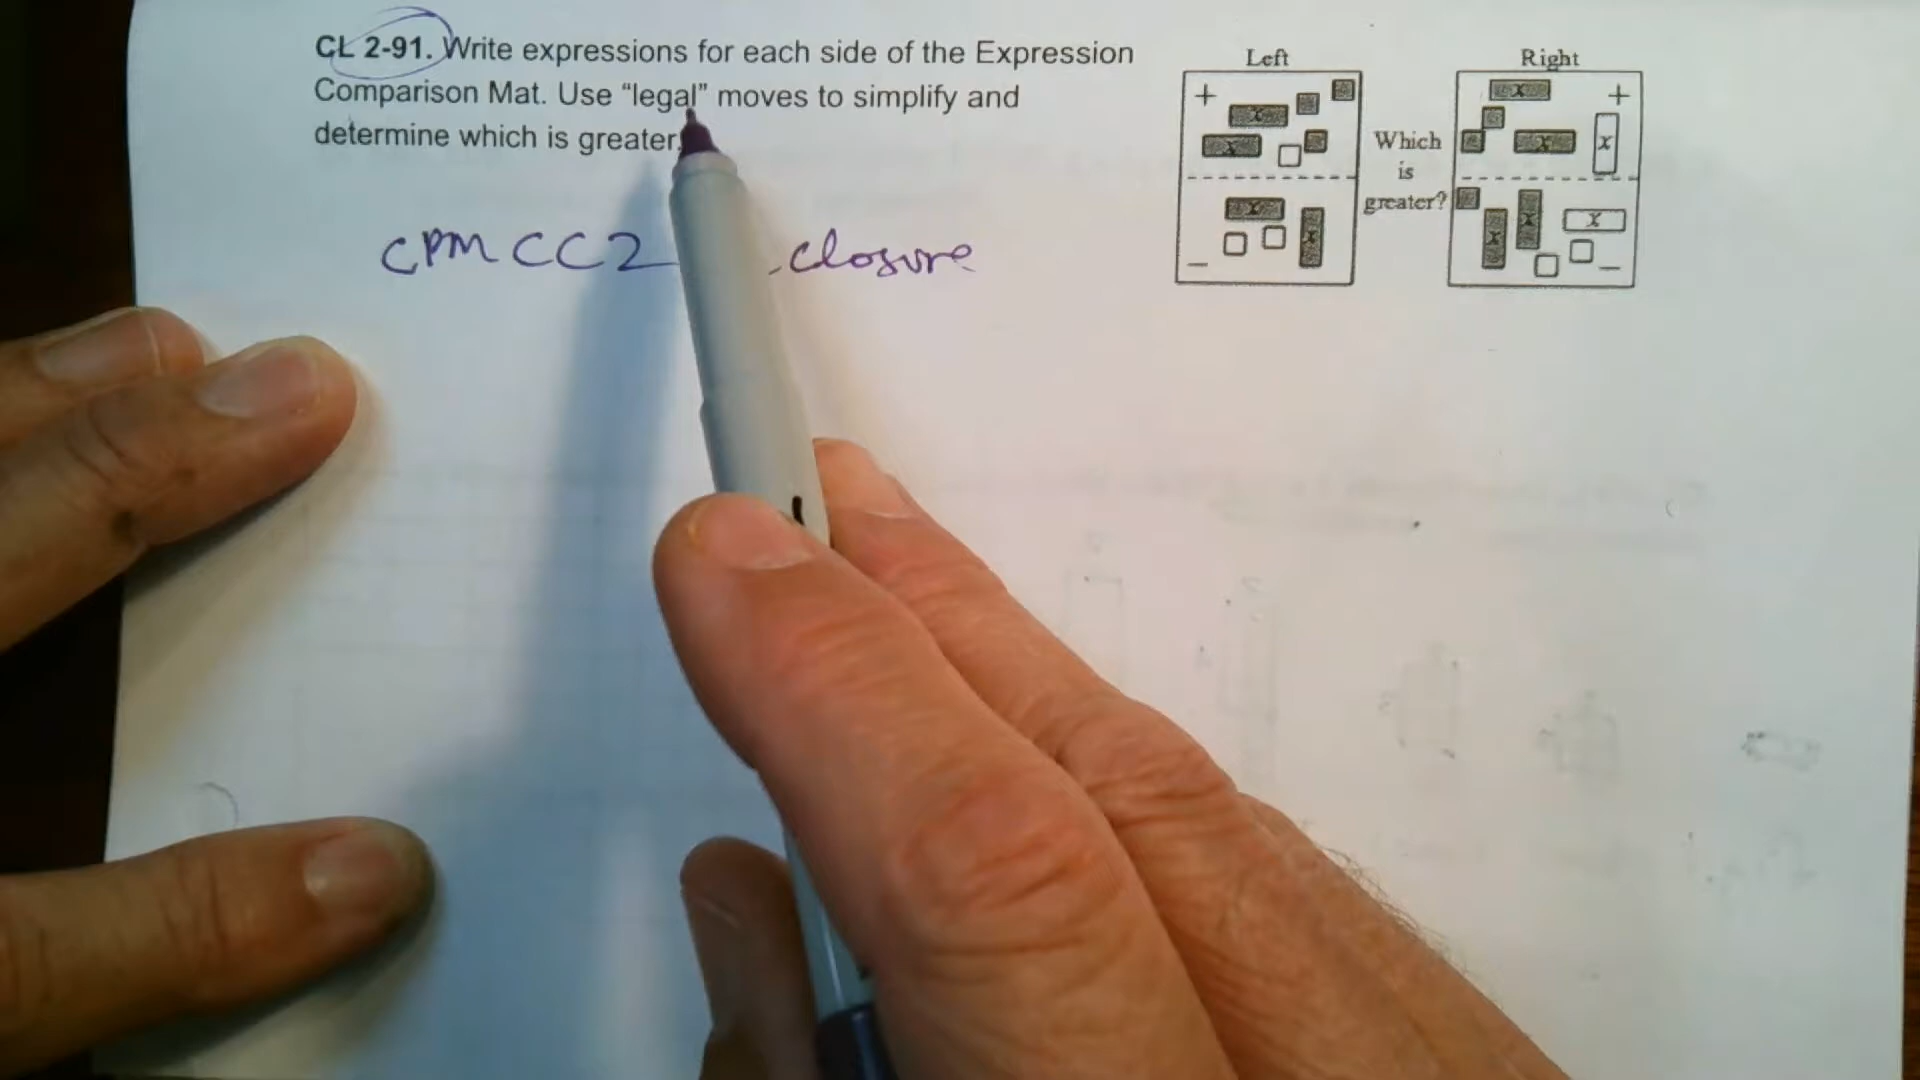 CL 2-91. Write expressions for each side of the Expression
Comparison Mat. Use “legal” moves to simplify and
determine which is greater.
CPM CC2 closure
Left
+
x
x
x
x
−
Which
is
greater?
Right
x
+
x
x
x
x
x
−